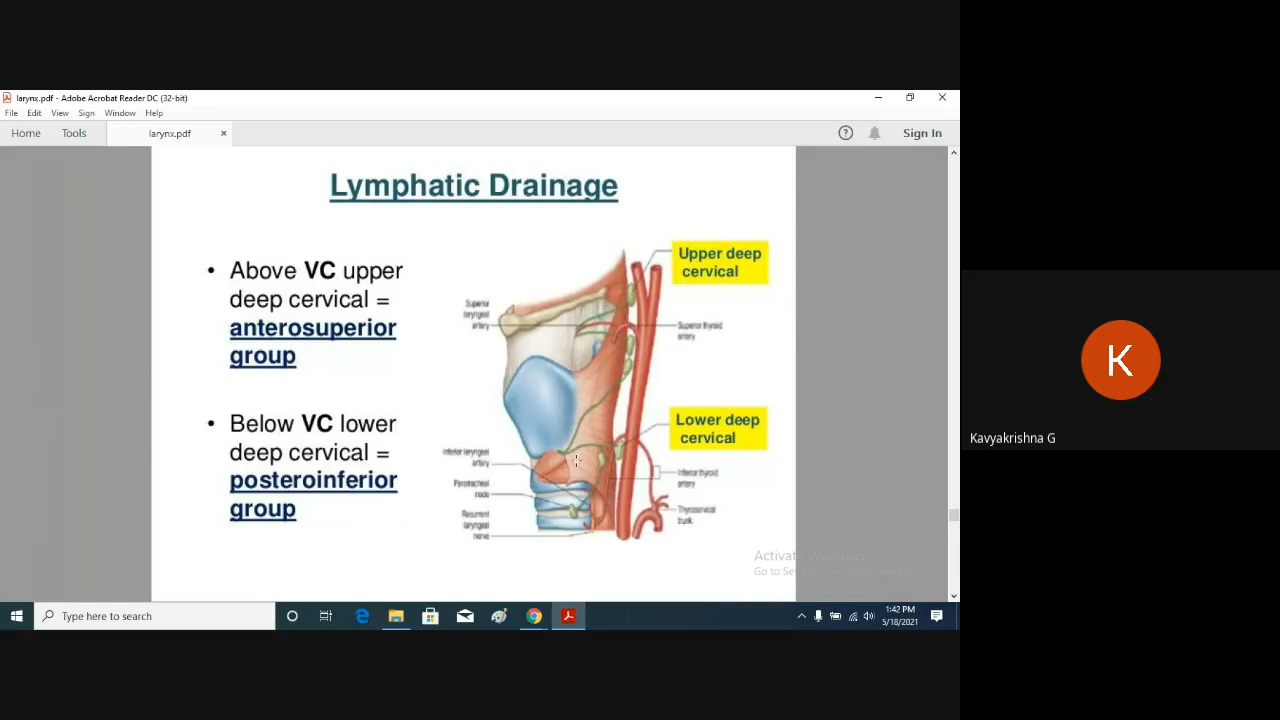 larynx.pdf - Adobe Acrobat Reader DC (32-bit)
File Edit View Sign Window Help
Home Tools larynx.pdf × Sign In
Lymphatic Drainage
• Above VC upper
deep cervical =
anterosuperior
group
• Below VC lower
deep cervical =
posteroinferior
group
Upper deep
cervical
Superior
laryngeal
artery
Superior thyroid
artery
Lower deep
cervical
Inferior laryngeal
artery
Paratracheal
node
Recurrent
laryngeal
nerve
Inferior thyroid
artery
Thyrocervical
trunk
Activate Windows
Go to
Type here to search
1:42 PM
5/18/2021
K
Kavyakrishna G